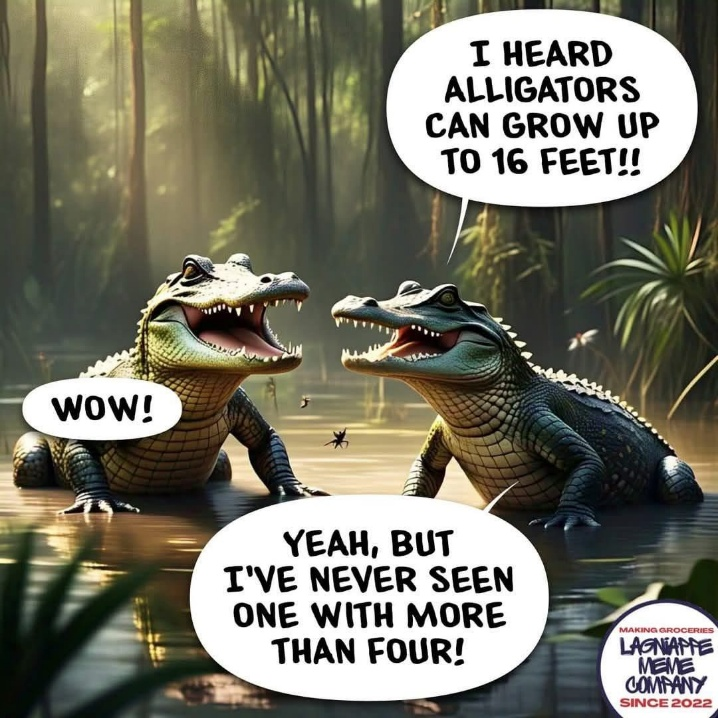 I HEARD
ALLIGATORS
CAN GROW UP
TO 16 FEET!!
WOW!
YEAH, BUT
I'VE NEVER SEEN
ONE WITH MORE
THAN FOUR!
MAKING GROCERIES
LAGNIAPPE
MEME
COMPANY
SINCE 2022